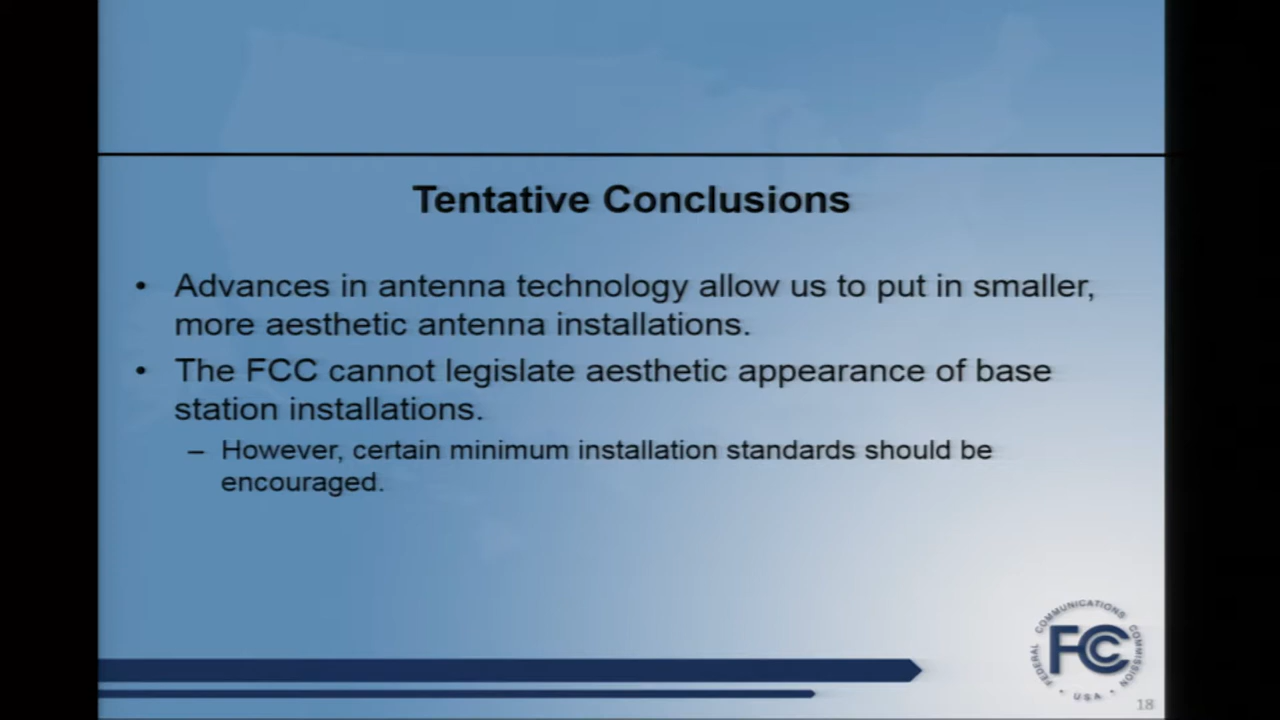 Tentative Conclusions
• Advances in antenna technology allow us to put in smaller,
more aesthetic antenna installations.
• The FCC cannot legislate aesthetic appearance of base
station installations.
– However, certain minimum installation standards should be
encouraged.
FEDERAL COMMUNICATIONS COMMISSION
FCC
• USA •
18